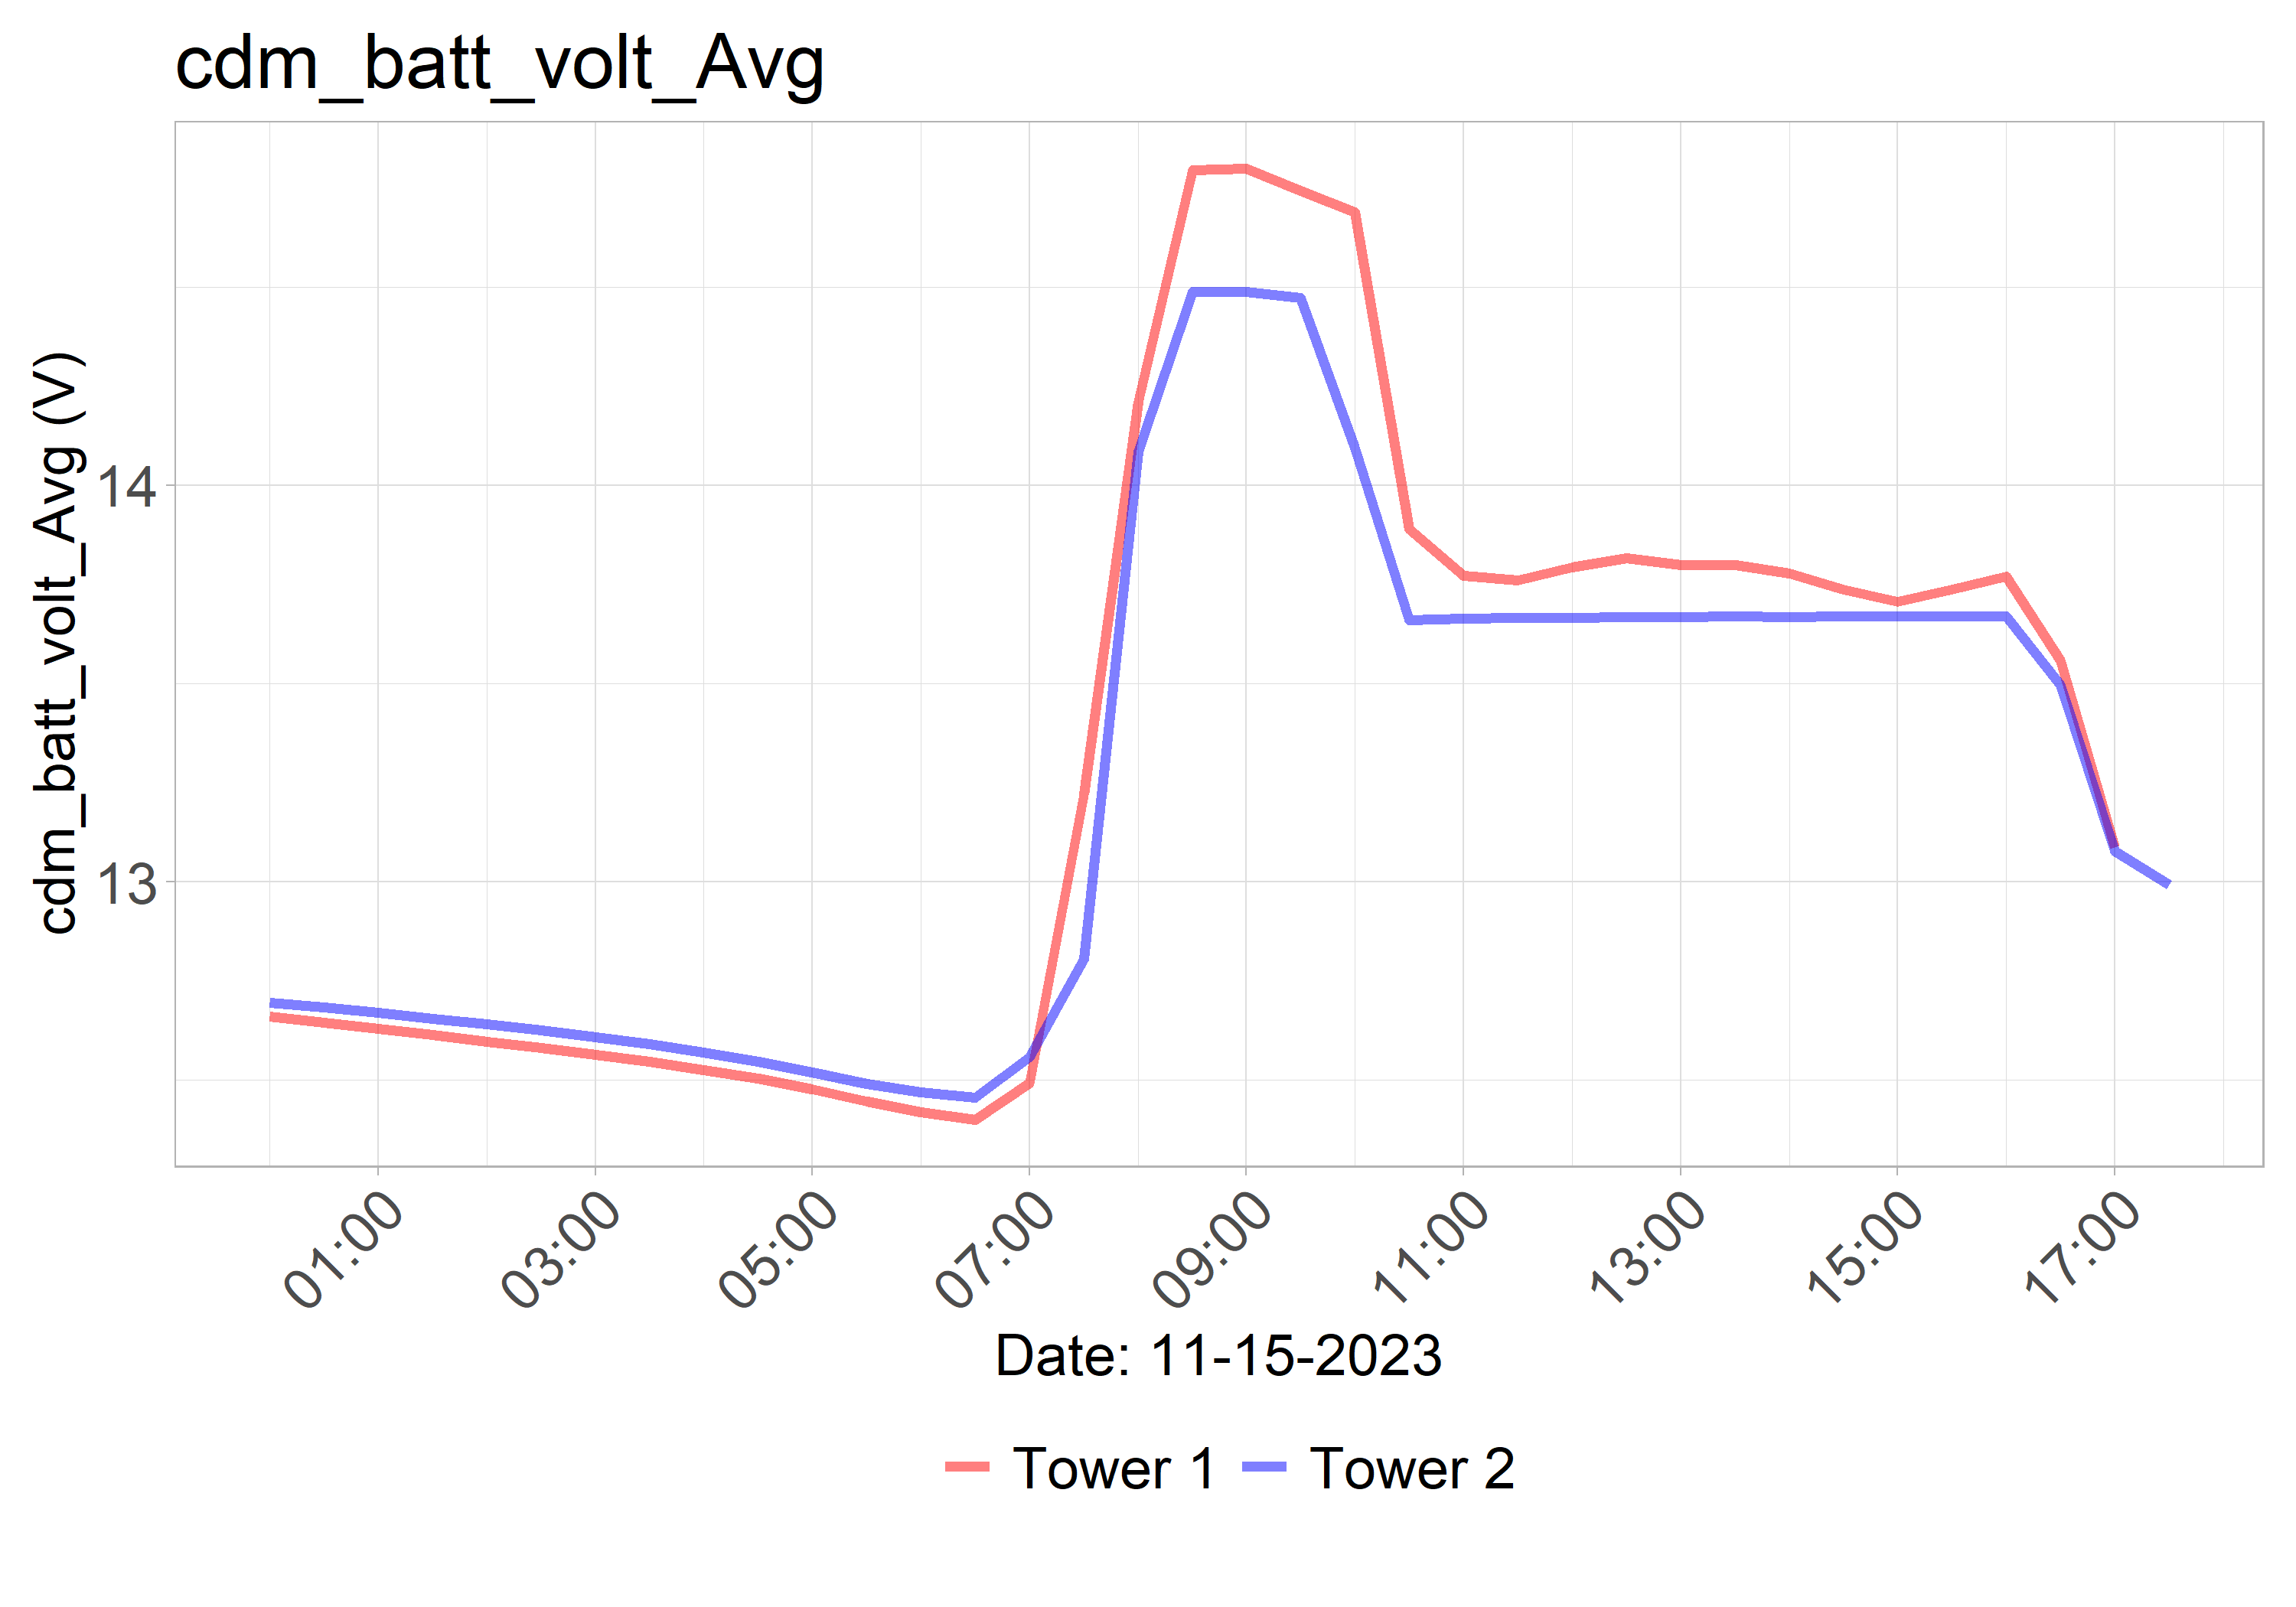 cdm_batt_volt_Avg
cdm_batt_volt_Avg (V)
14
13
01:00
03:00
05:00
07:00
09:00
11:00
13:00
15:00
17:00
Date: 11-15-2023
Tower 1
Tower 2